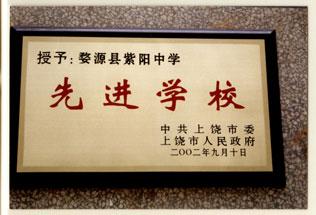 授予：婺源县紫阳中学
先进学校
中共上饶市委
上饶市人民政府
二〇〇二年九月十日